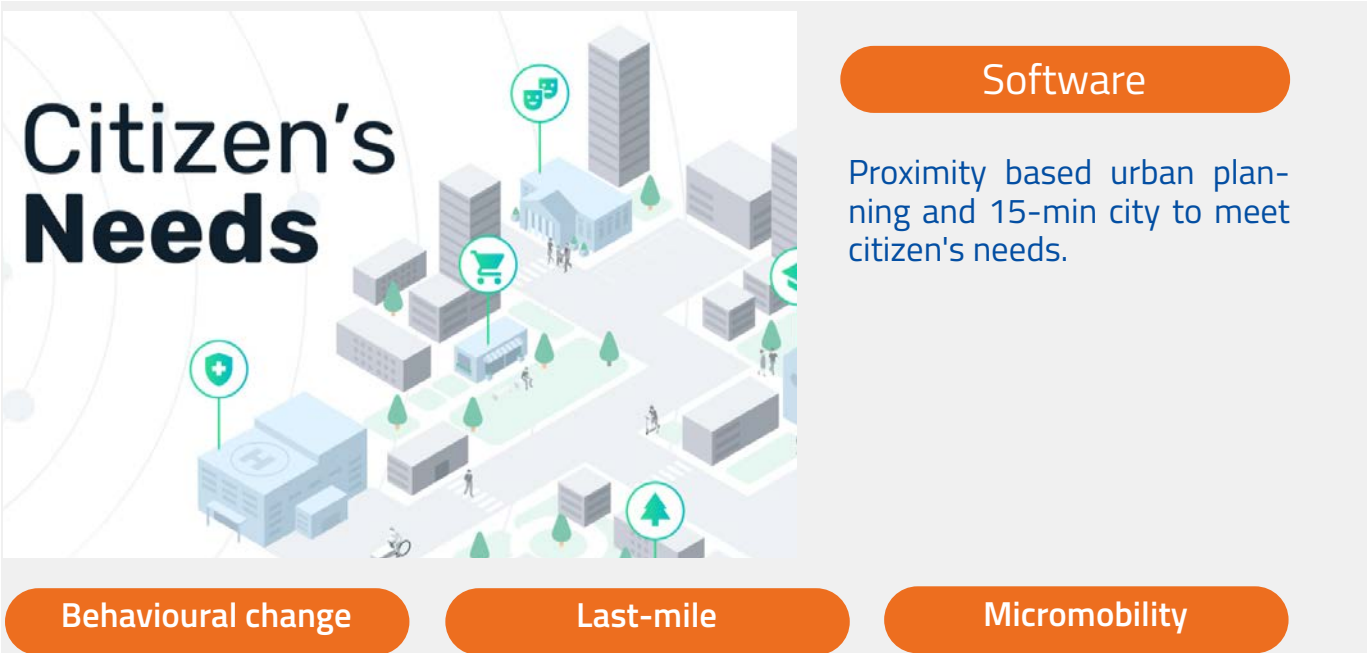 Citizen's
Needs
H
Software
Proximity based urban plan-
ning and 15-min city to meet
citizen's needs.
Behavioural change
Last-mile
Micromobility